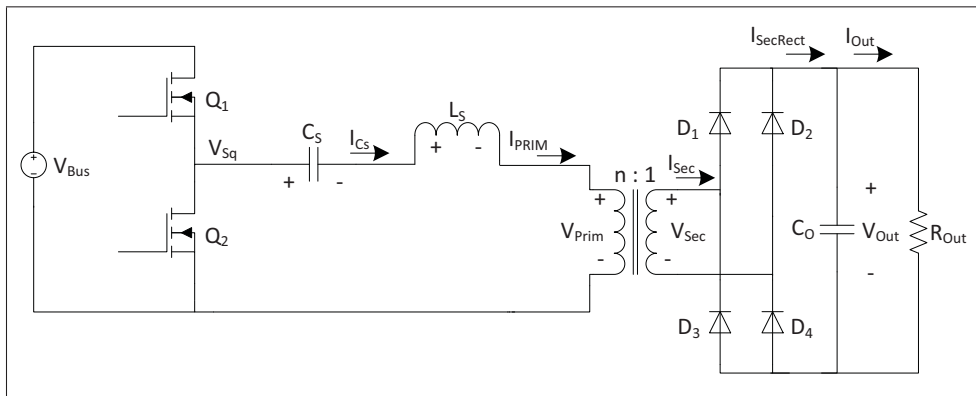 I_SecRect I_Out
Q_1
V_Sq
C_S
I_Cs
L_S
I_PRIM
+ -
+ -
n : 1
I_Sec
D_1 D_2
+
-
V_Bus
Q_2
+
V_Prim
-
+
V_Sec
-
C_O
+
V_Out
-
R_Out
D_3 D_4